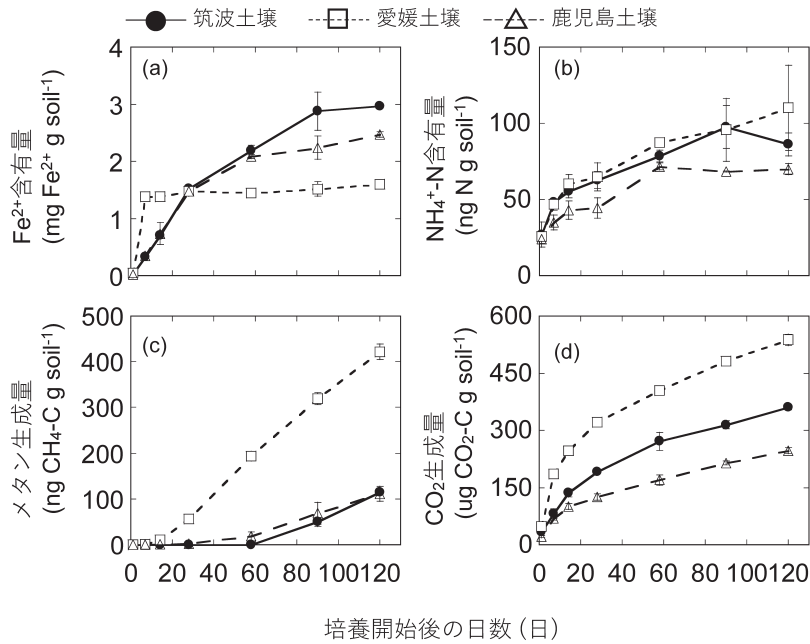 筑波土壌 愛媛土壌 鹿児島土壌
(a)
Fe²⁺含有量
(mg Fe²⁺ g soil⁻¹)
4
3
2
1
0
(b)
NH₄⁺-N含有量
(ng N g soil⁻¹)
150
100
50
0
(c)
メタン生成量
(ng CH₄-C g soil⁻¹)
500
400
300
200
100
0
0 20 40 60 80 100 120
(d)
CO₂生成量
(ug CO₂-C g soil⁻¹)
600
450
300
150
0
0 20 40 60 80 100 120
培養開始後の日数 (日)